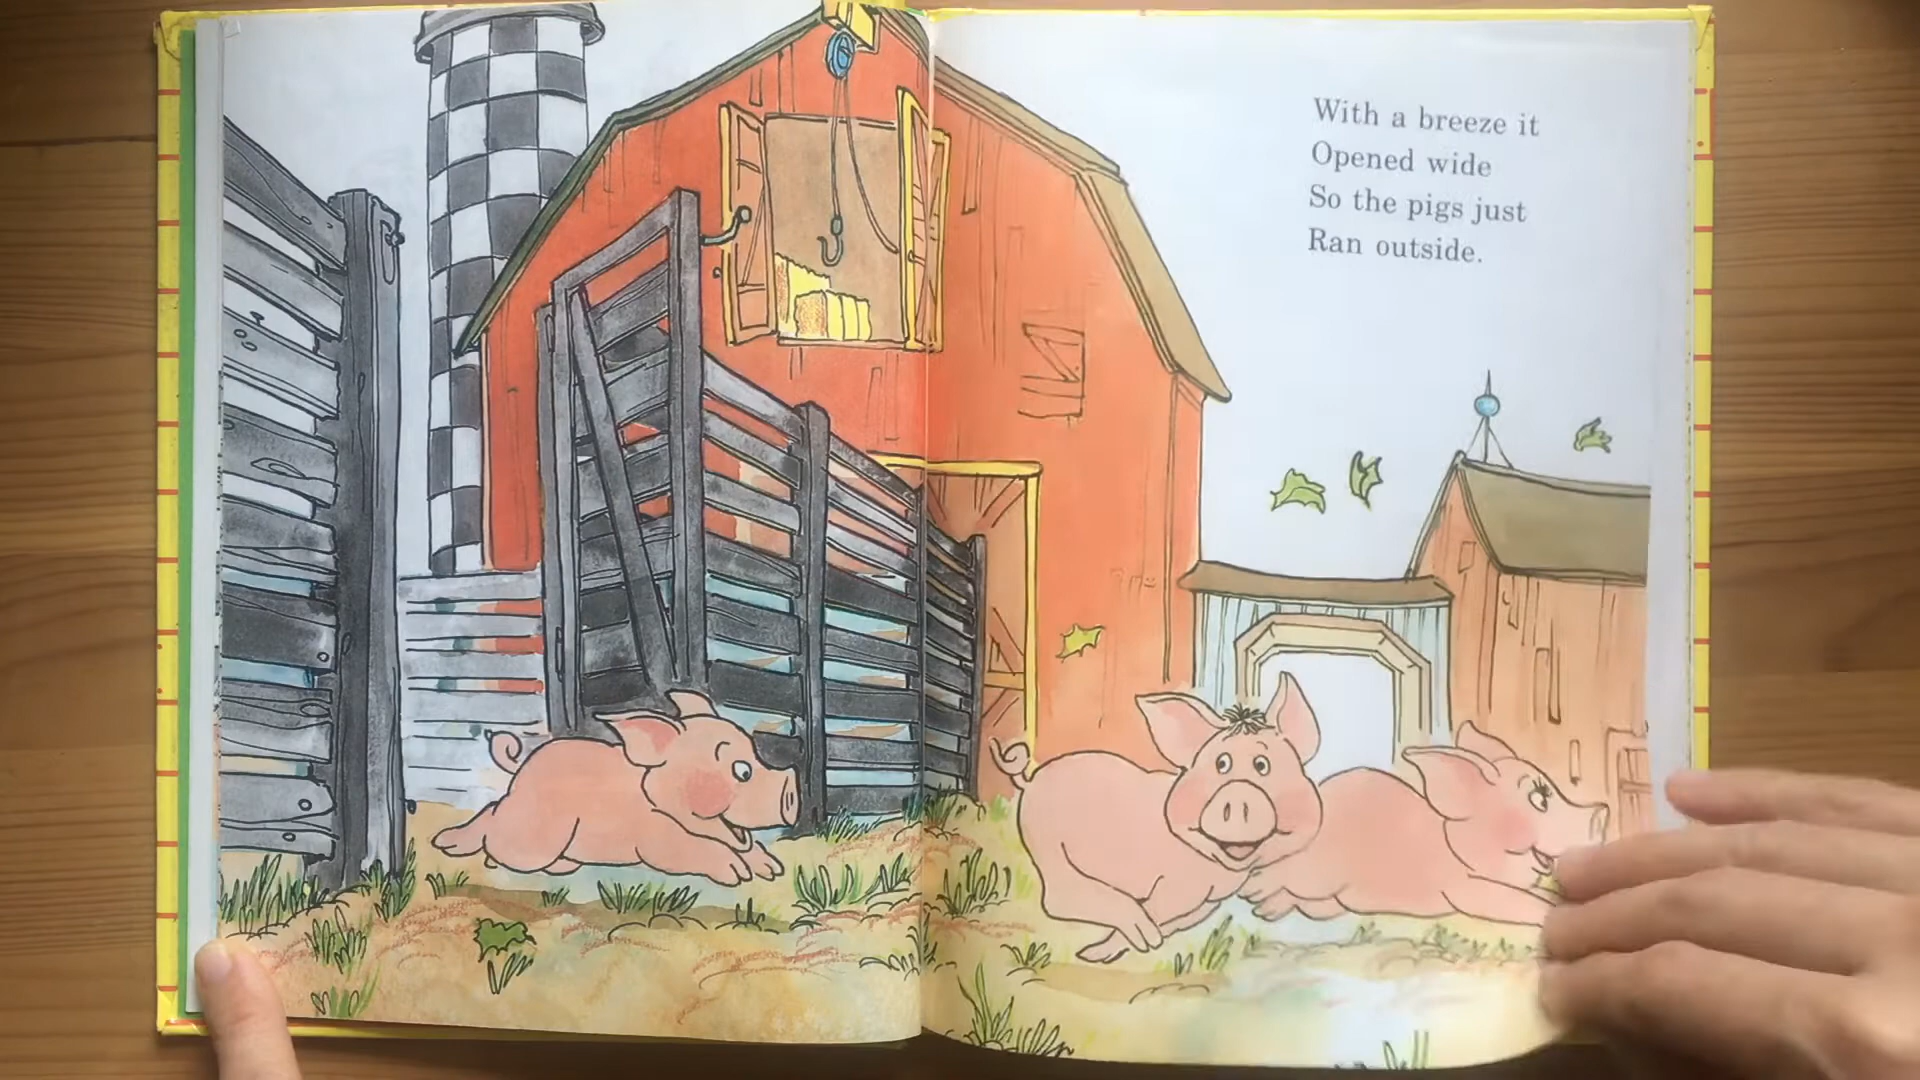 With a breeze it
Opened wide
So the pigs just
Ran outside.